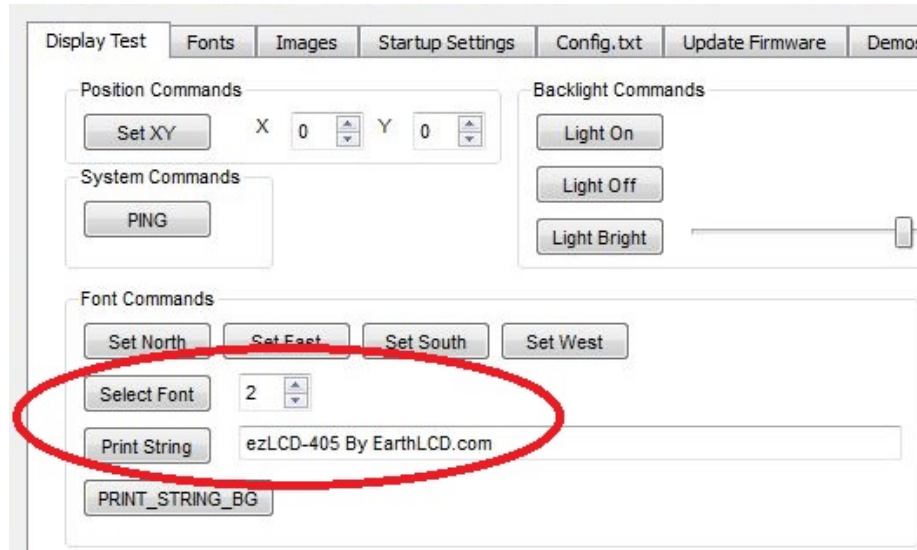 Display Test Fonts Images Startup Settings Config.txt Update Firmware Demos
Position Commands Backlight Commands
Set XY X 0 Y 0 Light On
System Commands Light Off
PING Light Bright
Font Commands
Set North Set East Set South Set West
Select Font 2
Print String ezLCD-405 By EarthLCD.com
PRINT_STRING_BG